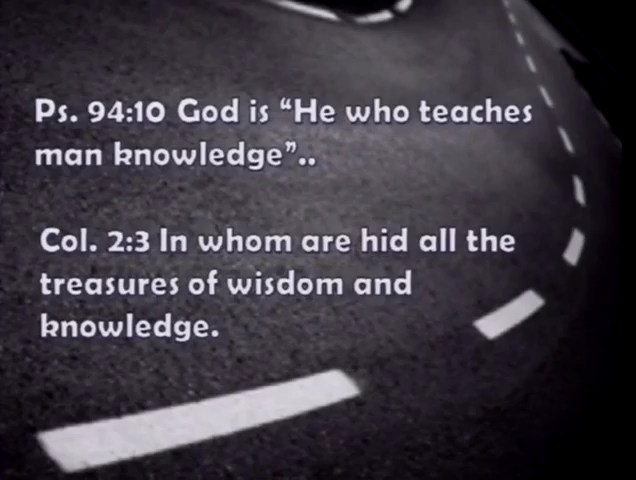 Ps. 94:10 God is “He who teaches
man knowledge”..
Col. 2:3 In whom are hid all the
treasures of wisdom and
knowledge.